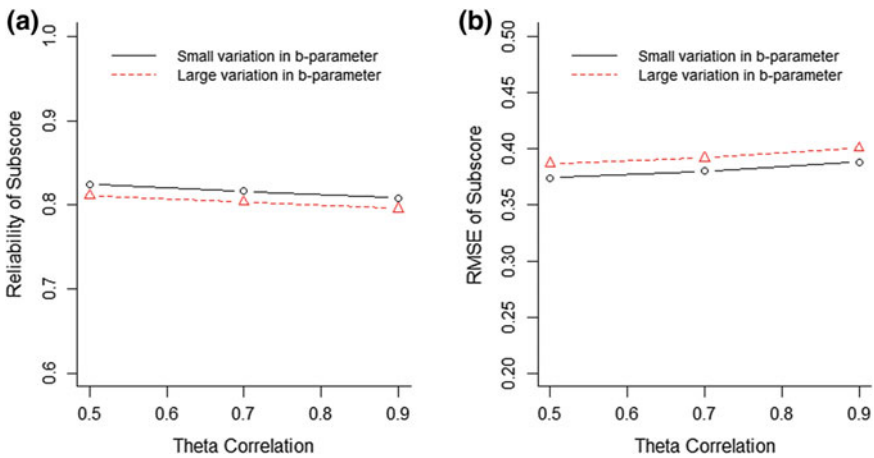 (a)
Small variation in b-parameter
Large variation in b-parameter
Reliability of Subscore
1.0
0.9
0.8
0.7
0.6
0.5 0.6 0.7 0.8 0.9
Theta Correlation
(b)
Small variation in b-parameter
Large variation in b-parameter
RMSE of Subscore
0.50
0.45
0.40
0.35
0.30
0.25
0.20
0.5 0.6 0.7 0.8 0.9
Theta Correlation